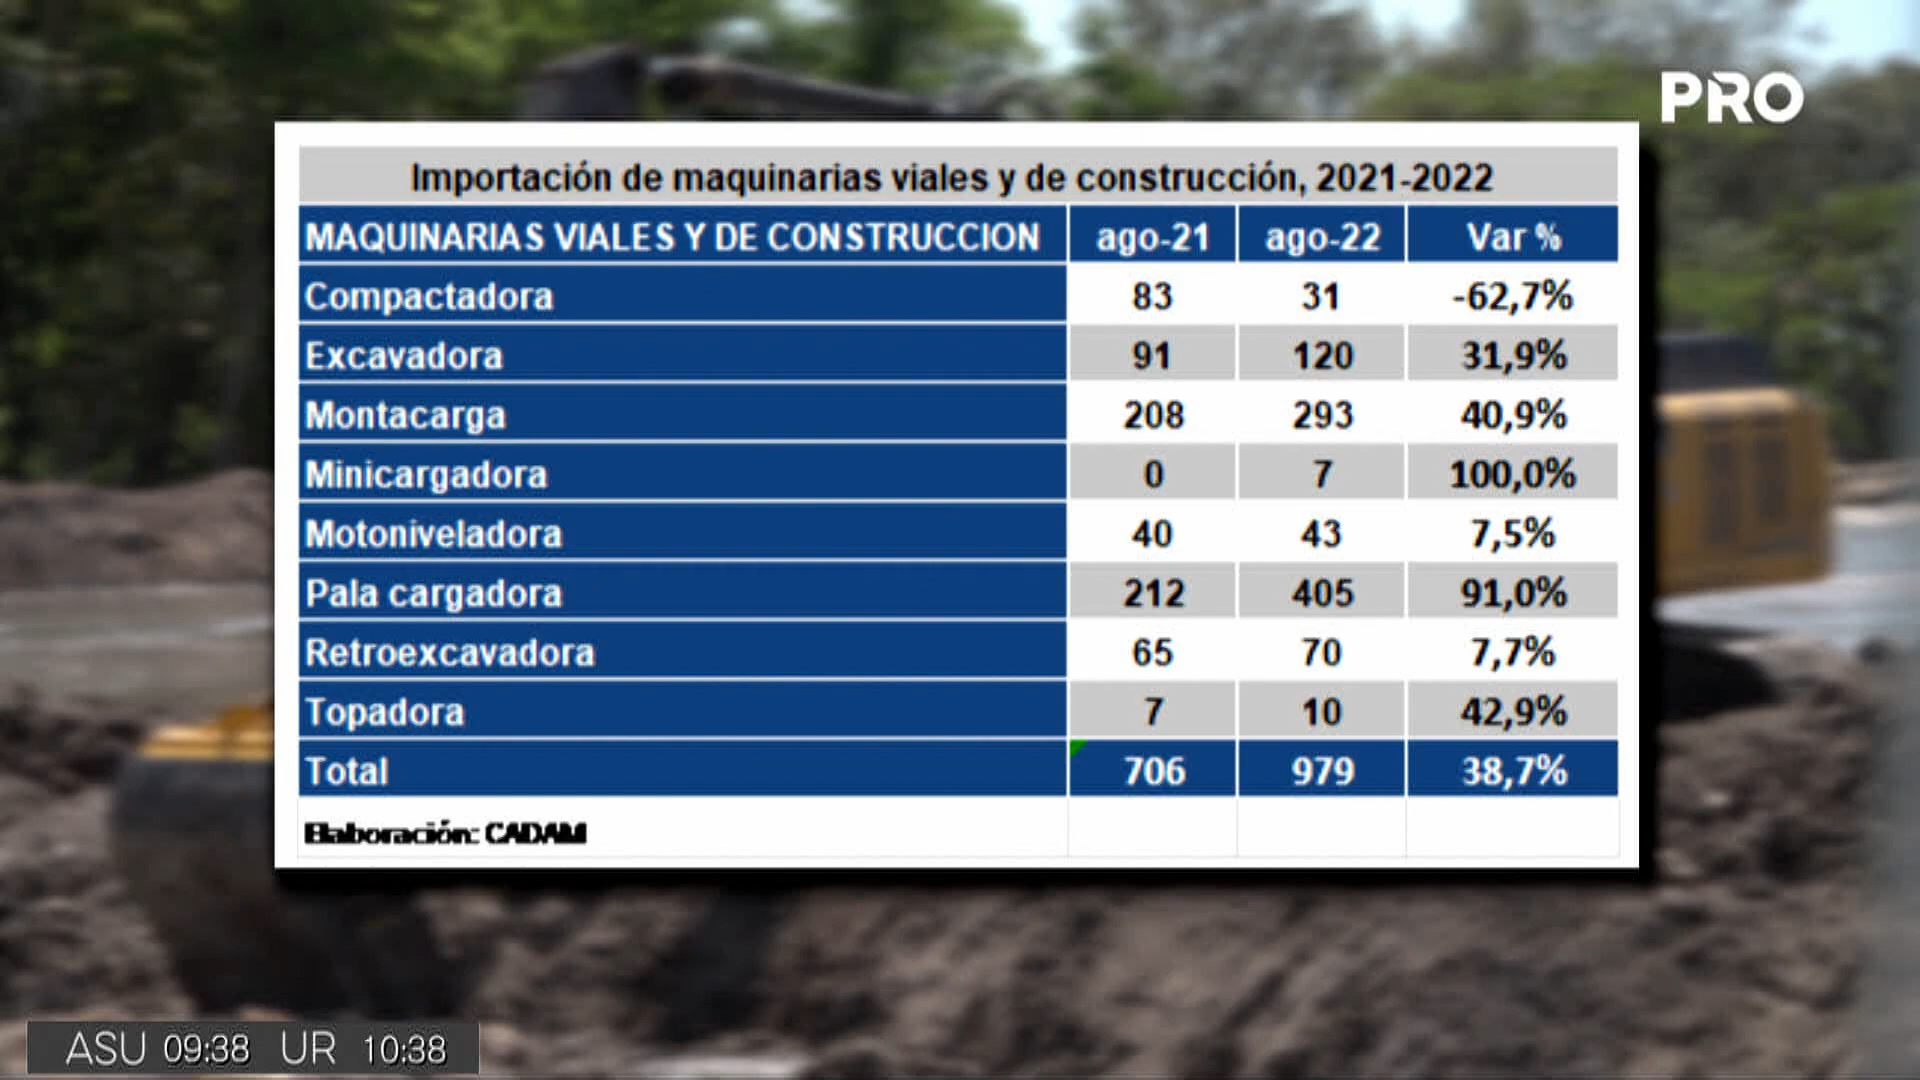 PRO
Importación de maquinarias viales y de construcción, 2021-2022
MAQUINARIAS VIALES Y DE CONSTRUCCION ago-21 ago-22 Var %
Compactadora 83 31 -62,7%
Excavadora 91 120 31,9%
Montacarga 208 293 40,9%
Minicargadora 0 7 100,0%
Motoniveladora 40 43 7,5%
Pala cargadora 212 405 91,0%
Retroexcavadora 65 70 7,7%
Topadora 7 10 42,9%
Total 706 979 38,7%
Elaboración: CADAM
ASU 09:38 UR 10:38